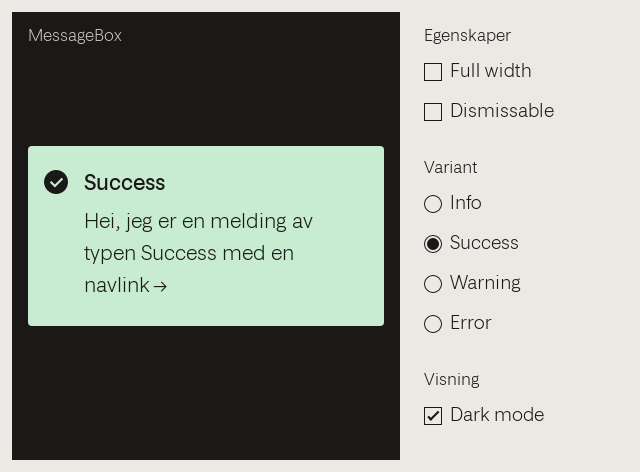 MessageBox
Success
Hei, jeg er en melding av
typen Success med en
navlink →
Egenskaper
Full width
Dismissable
Variant
Info
Success
Warning
Error
Visning
Dark mode